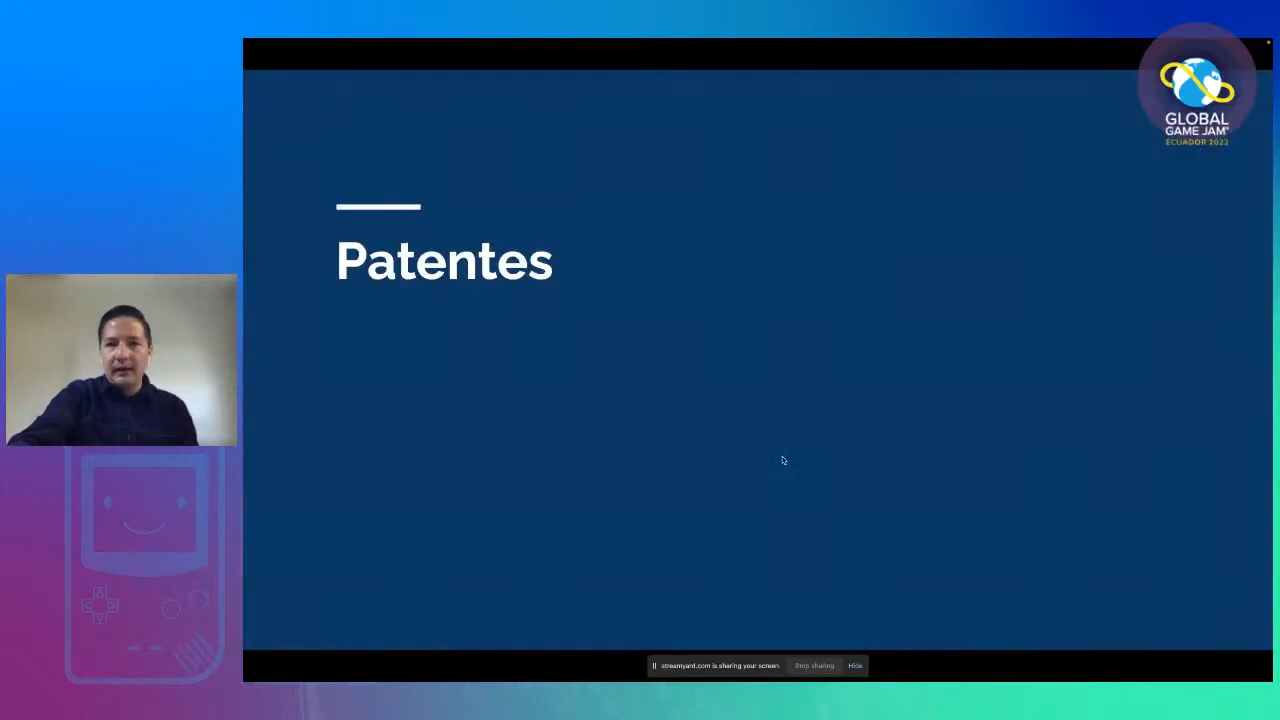 GLOBAL
GAME JAM
ECUADOR 2022
Patentes
streamyard.com is sharing your screen.
Stop sharing
Hide